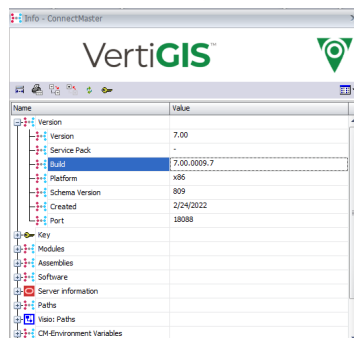 Info - ConnectMaster
VertiGIS™
Name Value
Version
Version 7.00
Service Pack -
Build 7.00.0009.7
Platform x86
Schema Version 809
Created 2/24/2022
Port 18088
Key
Modules
Assemblies
Software
Server information
Paths
Visio: Paths
CM-Environment Variables